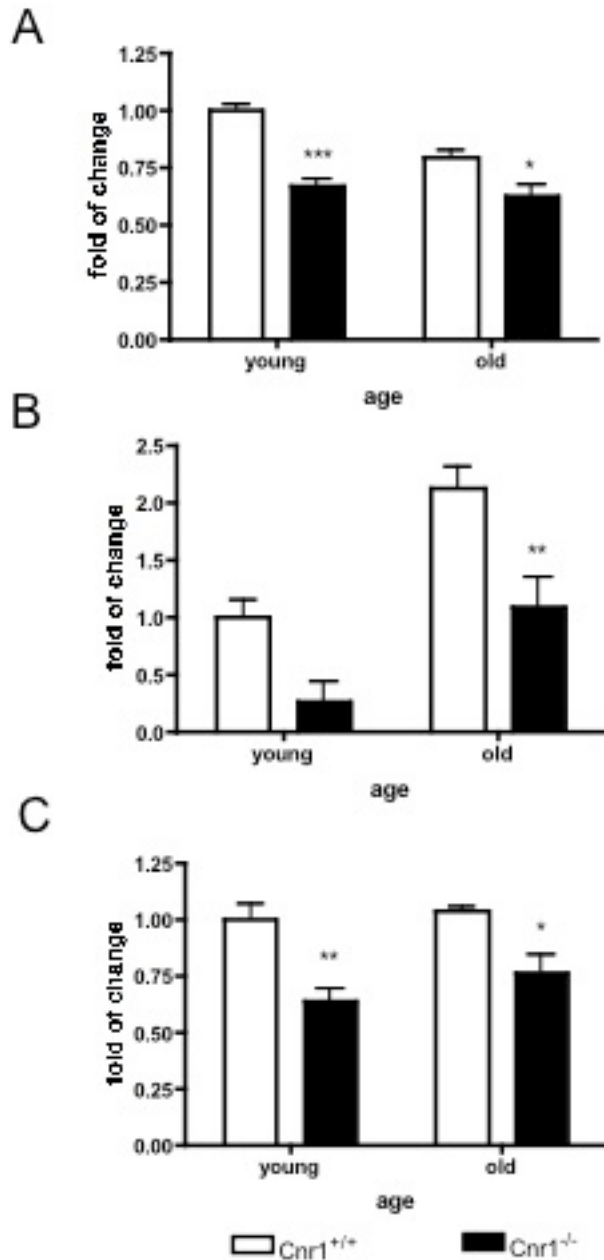 A
1.25
1.00
0.75
0.50
0.25
0.00
fold of change
***
*
young
old
age
B
2.5
2.0
1.5
1.0
0.5
0.0
fold of change
**
young
old
age
C
1.25
1.00
0.75
0.50
0.25
0.00
fold of change
**
*
young
old
age
Cnr1+/+
Cnr1-/-